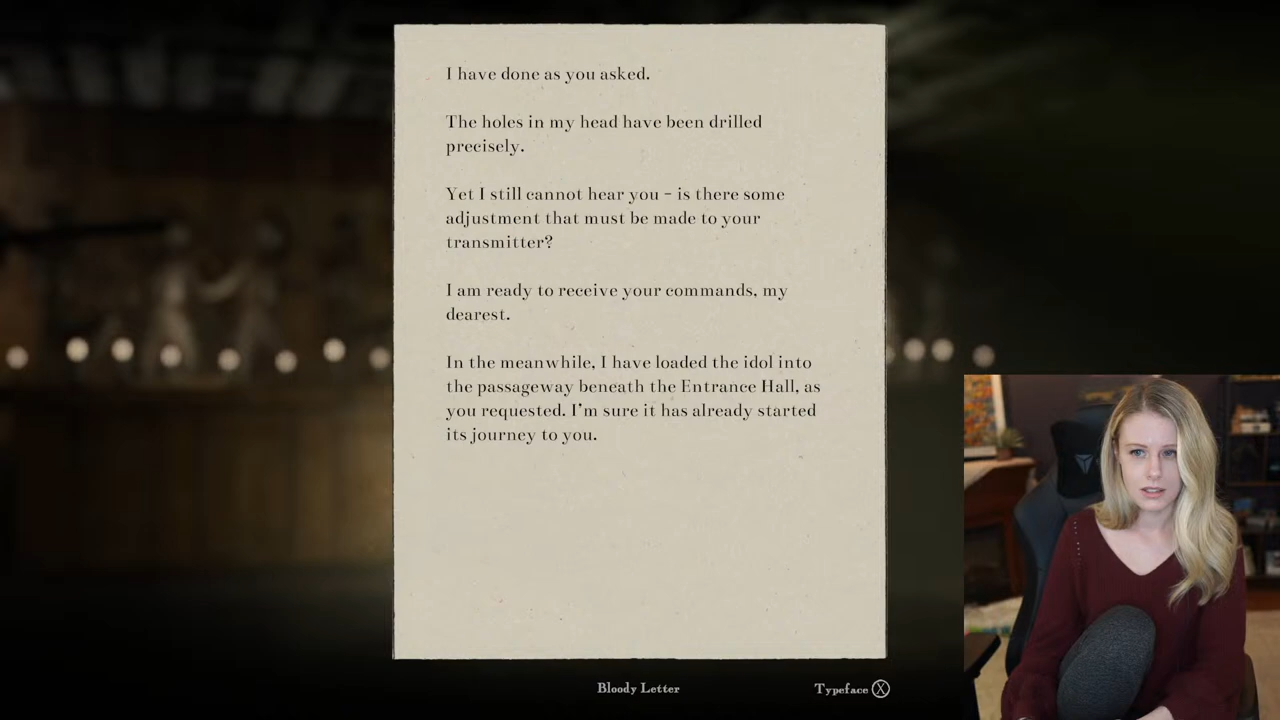 I have done as you asked.
The holes in my head have been drilled
precisely.
Yet I still cannot hear you – is there some
adjustment that must be made to your
transmitter?
I am ready to receive your commands, my
dearest.
In the meanwhile, I have loaded the idol into
the passageway beneath the Entrance Hall, as
you requested. I'm sure it has already started
its journey to you.
Bloody Letter
Typeface X